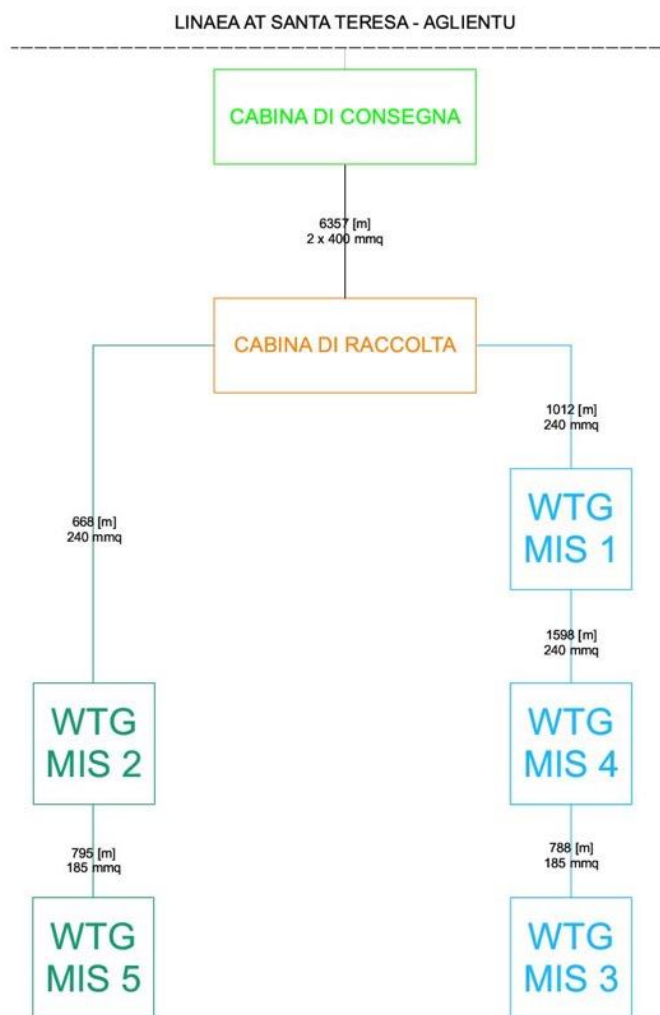 LINAEA AT SANTA TERESA - AGLIENTU
CABINA DI CONSEGNA
6357 [m]
2 x 400 mmq
CABINA DI RACCOLTA
1012 [m]
240 mmq
WTG
MIS 1
668 [m]
240 mmq
1598 [m]
240 mmq
WTG
MIS 2
WTG
MIS 4
795 [m]
185 mmq
788 [m]
185 mmq
WTG
MIS 5
WTG
MIS 3